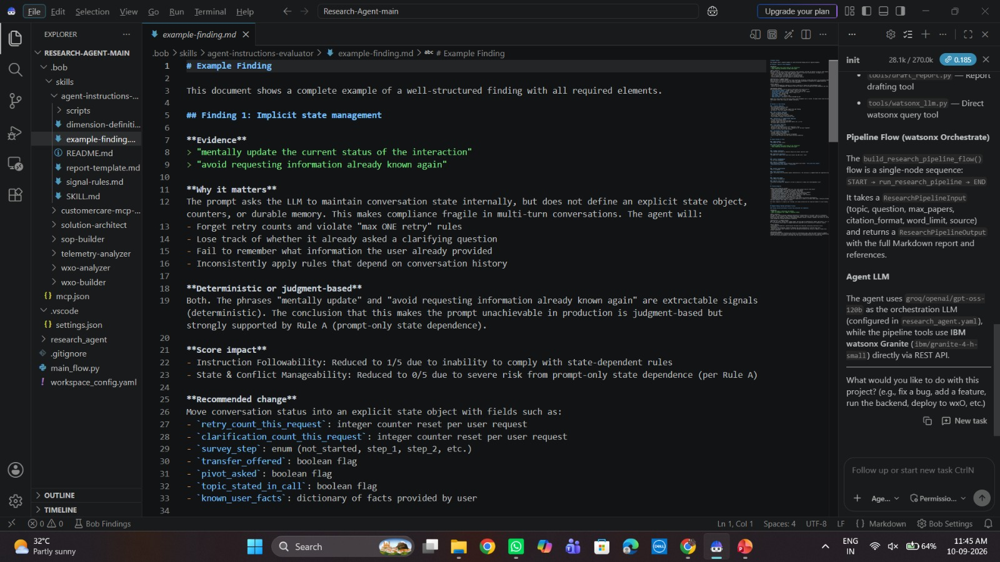 File Edit Selection View Go Run Terminal Help
Research-Agent-main
Upgrade your plan
EXPLORER
RESEARCH-AGENT-MAIN
.bob
skills
agent-instructions-...
scripts
dimension-definiti...
example-finding....
README.md
report-template.md
signal-rules.md
SKILL.md
customercare-mcp-...
solution-architect
sop-builder
telemetry-analyzer
wxo-analyzer
wxo-builder
mcp.json
.vscode
settings.json
research_agent
.gitignore
main_flow.py
workspace_config.yaml
OUTLINE
TIMELINE
example-finding.md
.bob > skills > agent-instructions-evaluator > example-finding.md > abc # Example Finding
1 # Example Finding
2
3 This document shows a complete example of a well-structured finding with all required elements.
4
5 ## Finding 1: Implicit state management
6
7 **Evidence**
8 > "mentally update the current status of the interaction"
9 > "avoid requesting information already known again"
10
11 **Why it matters**
12 The prompt asks the LLM to maintain conversation state internally, but does not define an explicit state object,
counters, or durable memory. This makes compliance fragile in multi-turn conversations. The agent will:
13 - Forget retry counts and violate "max ONE retry" rules
14 - Lose track of whether it already asked a clarifying question
15 - Fail to remember what information the user already provided
16 - Inconsistently apply rules that depend on conversation history
17
18 **Deterministic or judgment-based**
19 Both. The phrases "mentally update" and "avoid requesting information already known again" are extractable signals
(deterministic). The conclusion that this makes the prompt unachievable in production is judgment-based but
strongly supported by Rule A (prompt-only state dependence).
20
21 **Score impact**
22 - Instruction Followability: Reduced to 1/5 due to inability to comply with state-dependent rules
23 - State & Conflict Manageability: Reduced to 0/5 due to severe risk from prompt-only state dependence (per Rule A)
24
25 **Recommended change**
26 Move conversation status into an explicit state object with fields such as:
27 - `retry_count_this_request`: integer counter reset per user request
28 - `clarification_count_this_request`: integer counter reset per user request
29 - `survey_step`: enum (not_started, step_1, step_2, etc.)
30 - `transfer_offered`: boolean flag
31 - `pivot_asked`: boolean flag
32 - `topic_stated_in_call`: boolean flag
33 - `known_user_facts`: dictionary of facts provided by user
34
init 28.1k / 270.0k 0.185
tools/draft_report.py — Report
drafting tool
tools/watsonx_llm.py — Direct
watsonx query tool
Pipeline Flow (watsonx Orchestrate)
The build_research_pipeline_flow()
flow is a single-node sequence:
START → run_research_pipeline → END
It takes a ResearchPipelineInput
(topic, question, max_papers,
citation_format, word_limit, source)
and returns a ResearchPipelineOutput
with the full Markdown report and
references.
Agent LLM
The agent uses groq/openai/gpt-oss-
120b as the orchestration LLM
(configured in research_agent.yaml),
while the pipeline tools use IBM
watsonx Granite (ibm/granite-4-h-
small) directly via REST API.
What would you like to do with this
project? (e.g., fix a bug, add a feature,
run the backend, deploy to wxO, etc.)
New task
Follow up or start new task CtrlN
Age... Permissio...
0 0 Bob Findings
Ln 1, Col 1 Spaces: 4 UTF-8 LF { } Markdown Bob Settings
32°C
Partly sunny
Search
DELL
ENG
IN
64%
11:45 AM
10-09-2026